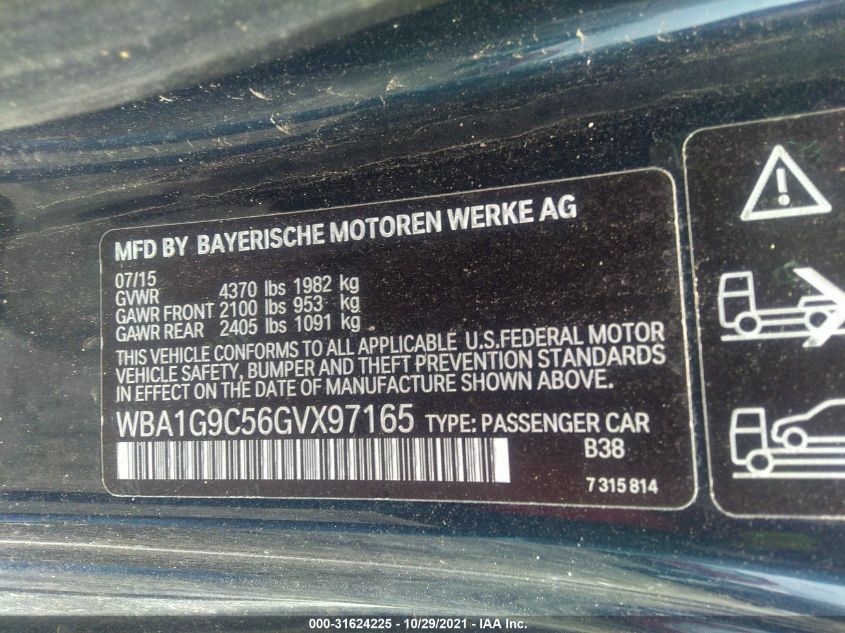 MFD BY BAYERISCHE MOTOREN WERKE AG
07/15
GVWR 4370 lbs 1982 kg
GAWR FRONT 2100 lbs 953 kg
GAWR REAR 2405 lbs 1091 kg
THIS VEHICLE CONFORMS TO ALL APPLICABLE U.S.FEDERAL MOTOR
VEHICLE SAFETY, BUMPER AND THEFT PREVENTION STANDARDS
IN EFFECT ON THE DATE OF MANUFACTURE SHOWN ABOVE.
WBA1G9C56GVX97165 TYPE: PASSENGER CAR
B38
7 315 814
000-31624225 - 10/29/2021 - IAA Inc.